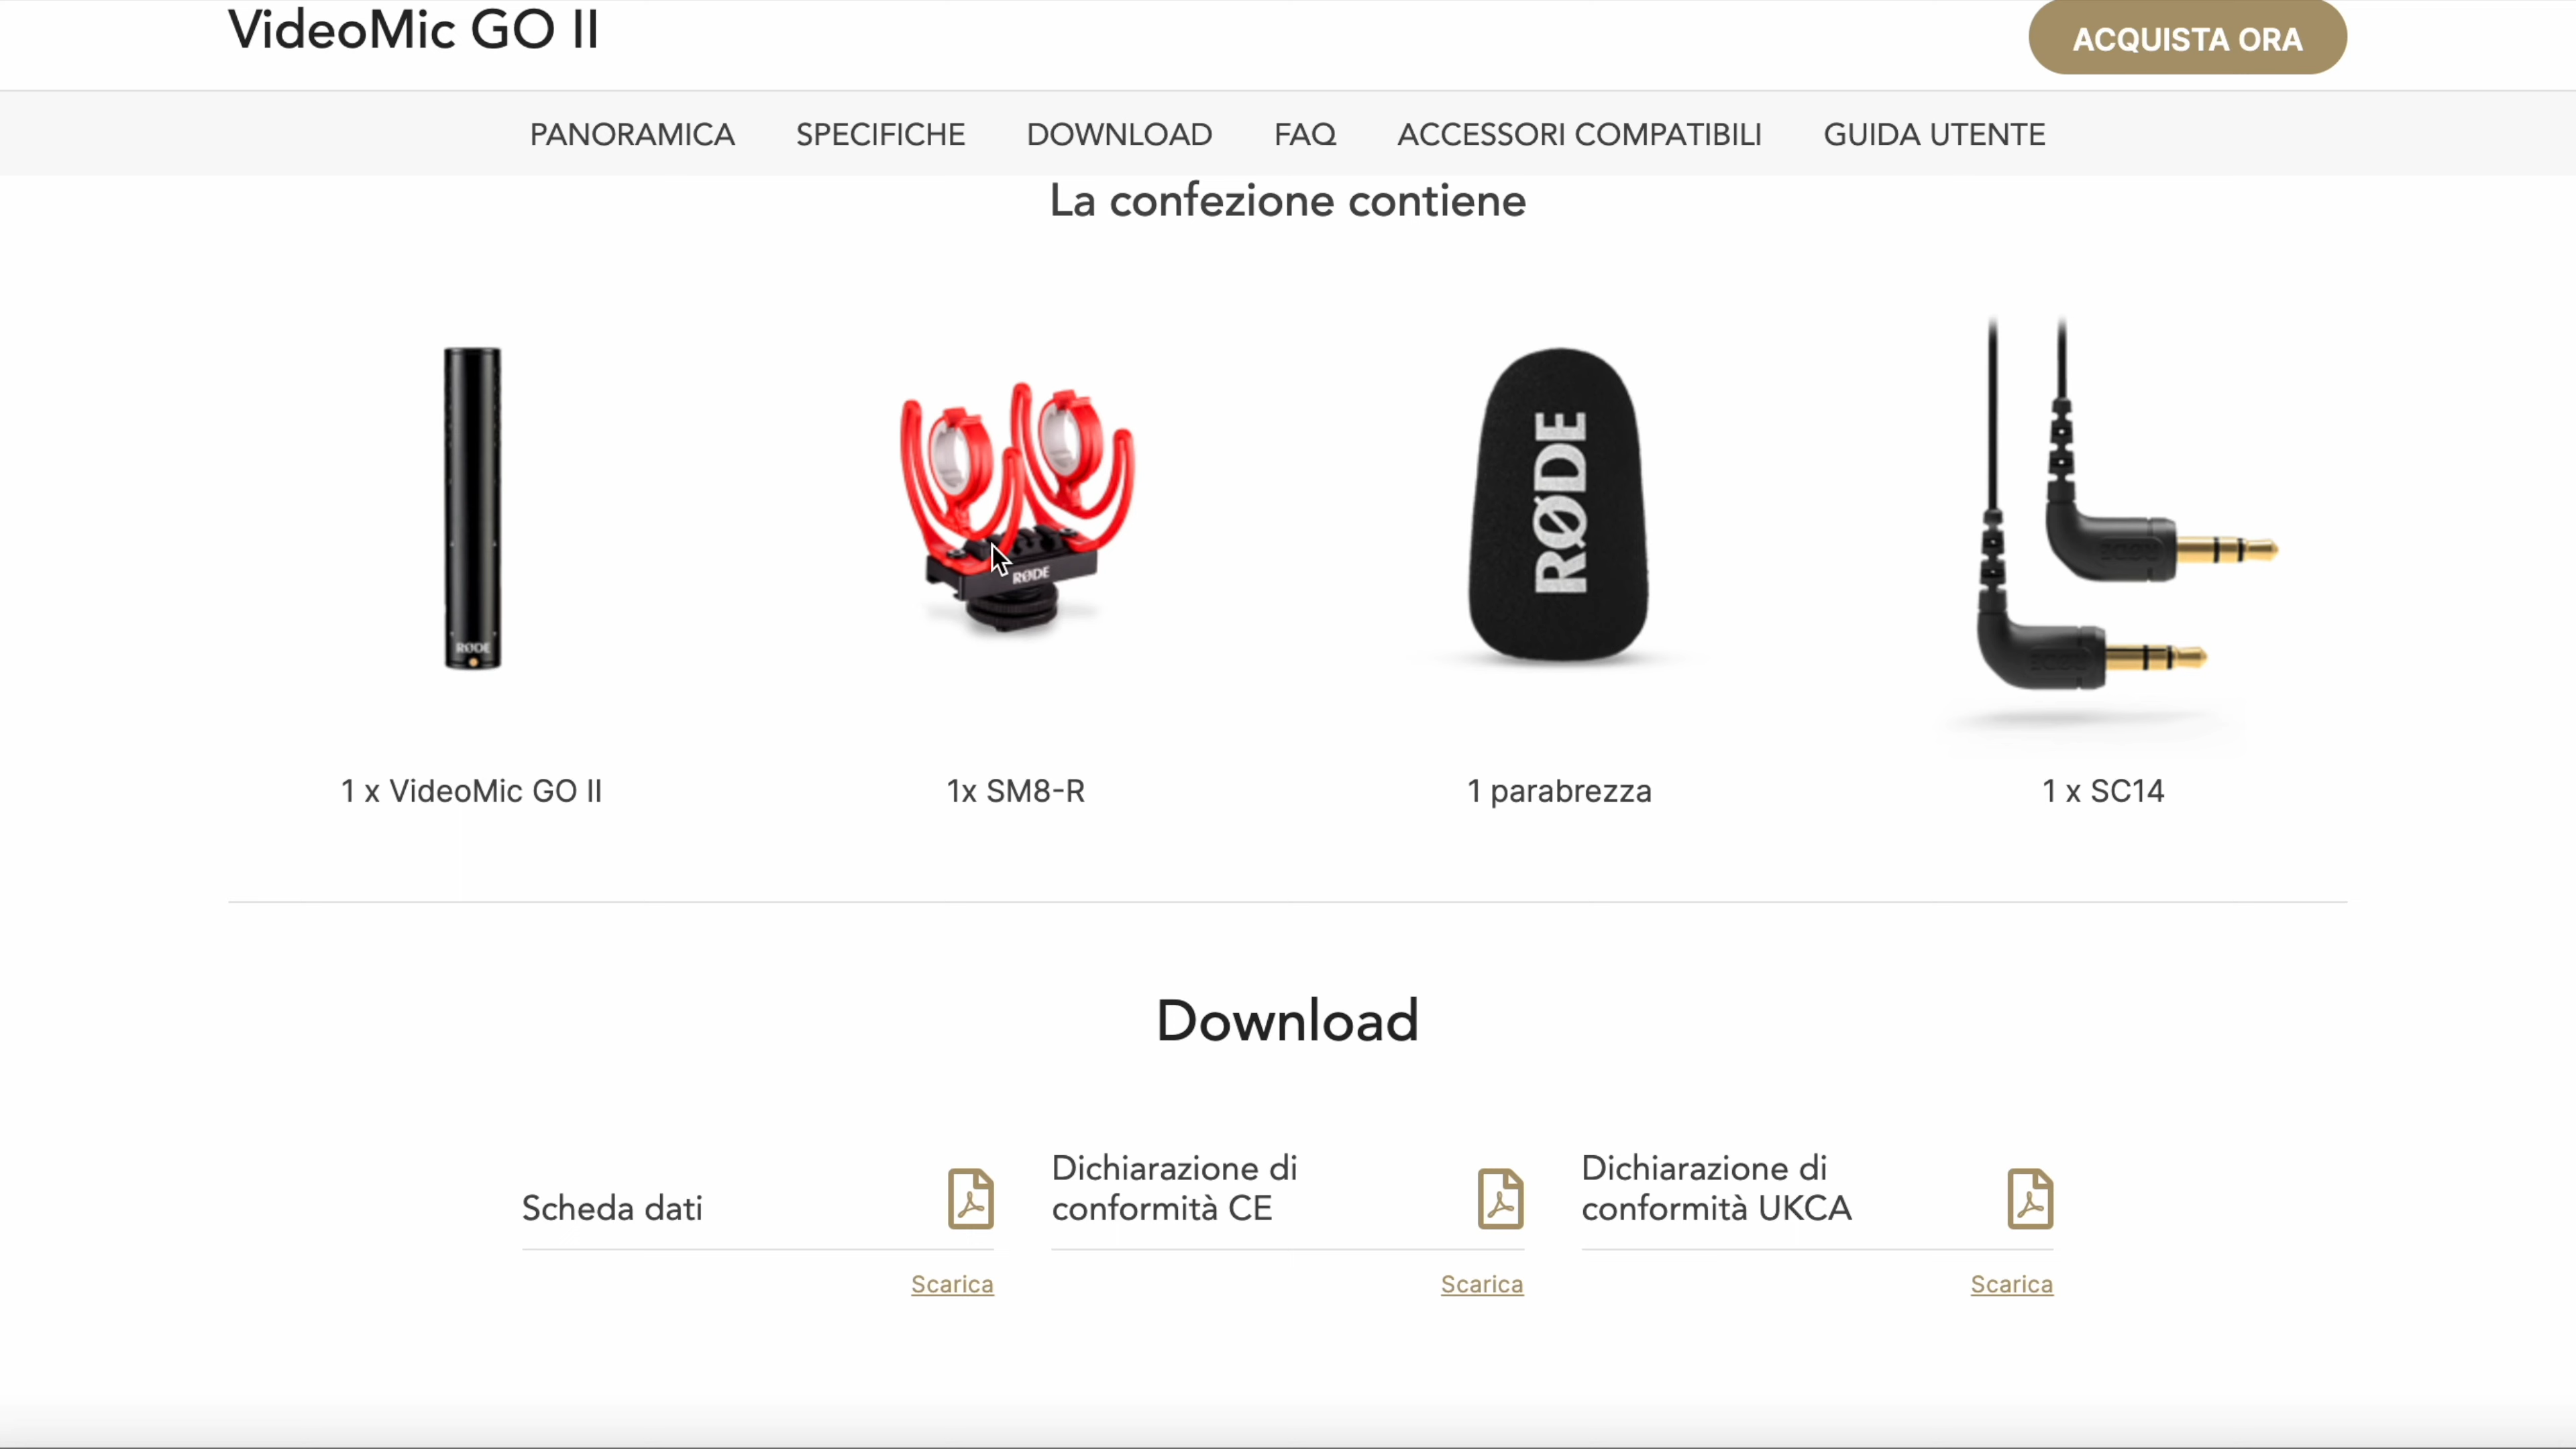 VideoMic GO II
ACQUISTA ORA
PANORAMICA SPECIFICHE DOWNLOAD FAQ ACCESSORI COMPATIBILI GUIDA UTENTE
La confezione contiene
RØDE
RØDE
RØDE
RØDE
RØDE
1 x VideoMic GO II
1x SM8-R
1 parabrezza
1 x SC14
Download
Scheda dati
Scarica
Dichiarazione di
conformità CE
Scarica
Dichiarazione di
conformità UKCA
Scarica